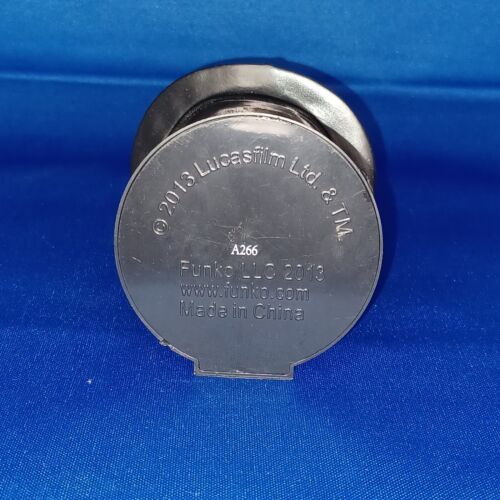 © 2013 Lucasfilm Ltd. & TM.
A266
Funko LLC 2013
www.funko.com
Made in China